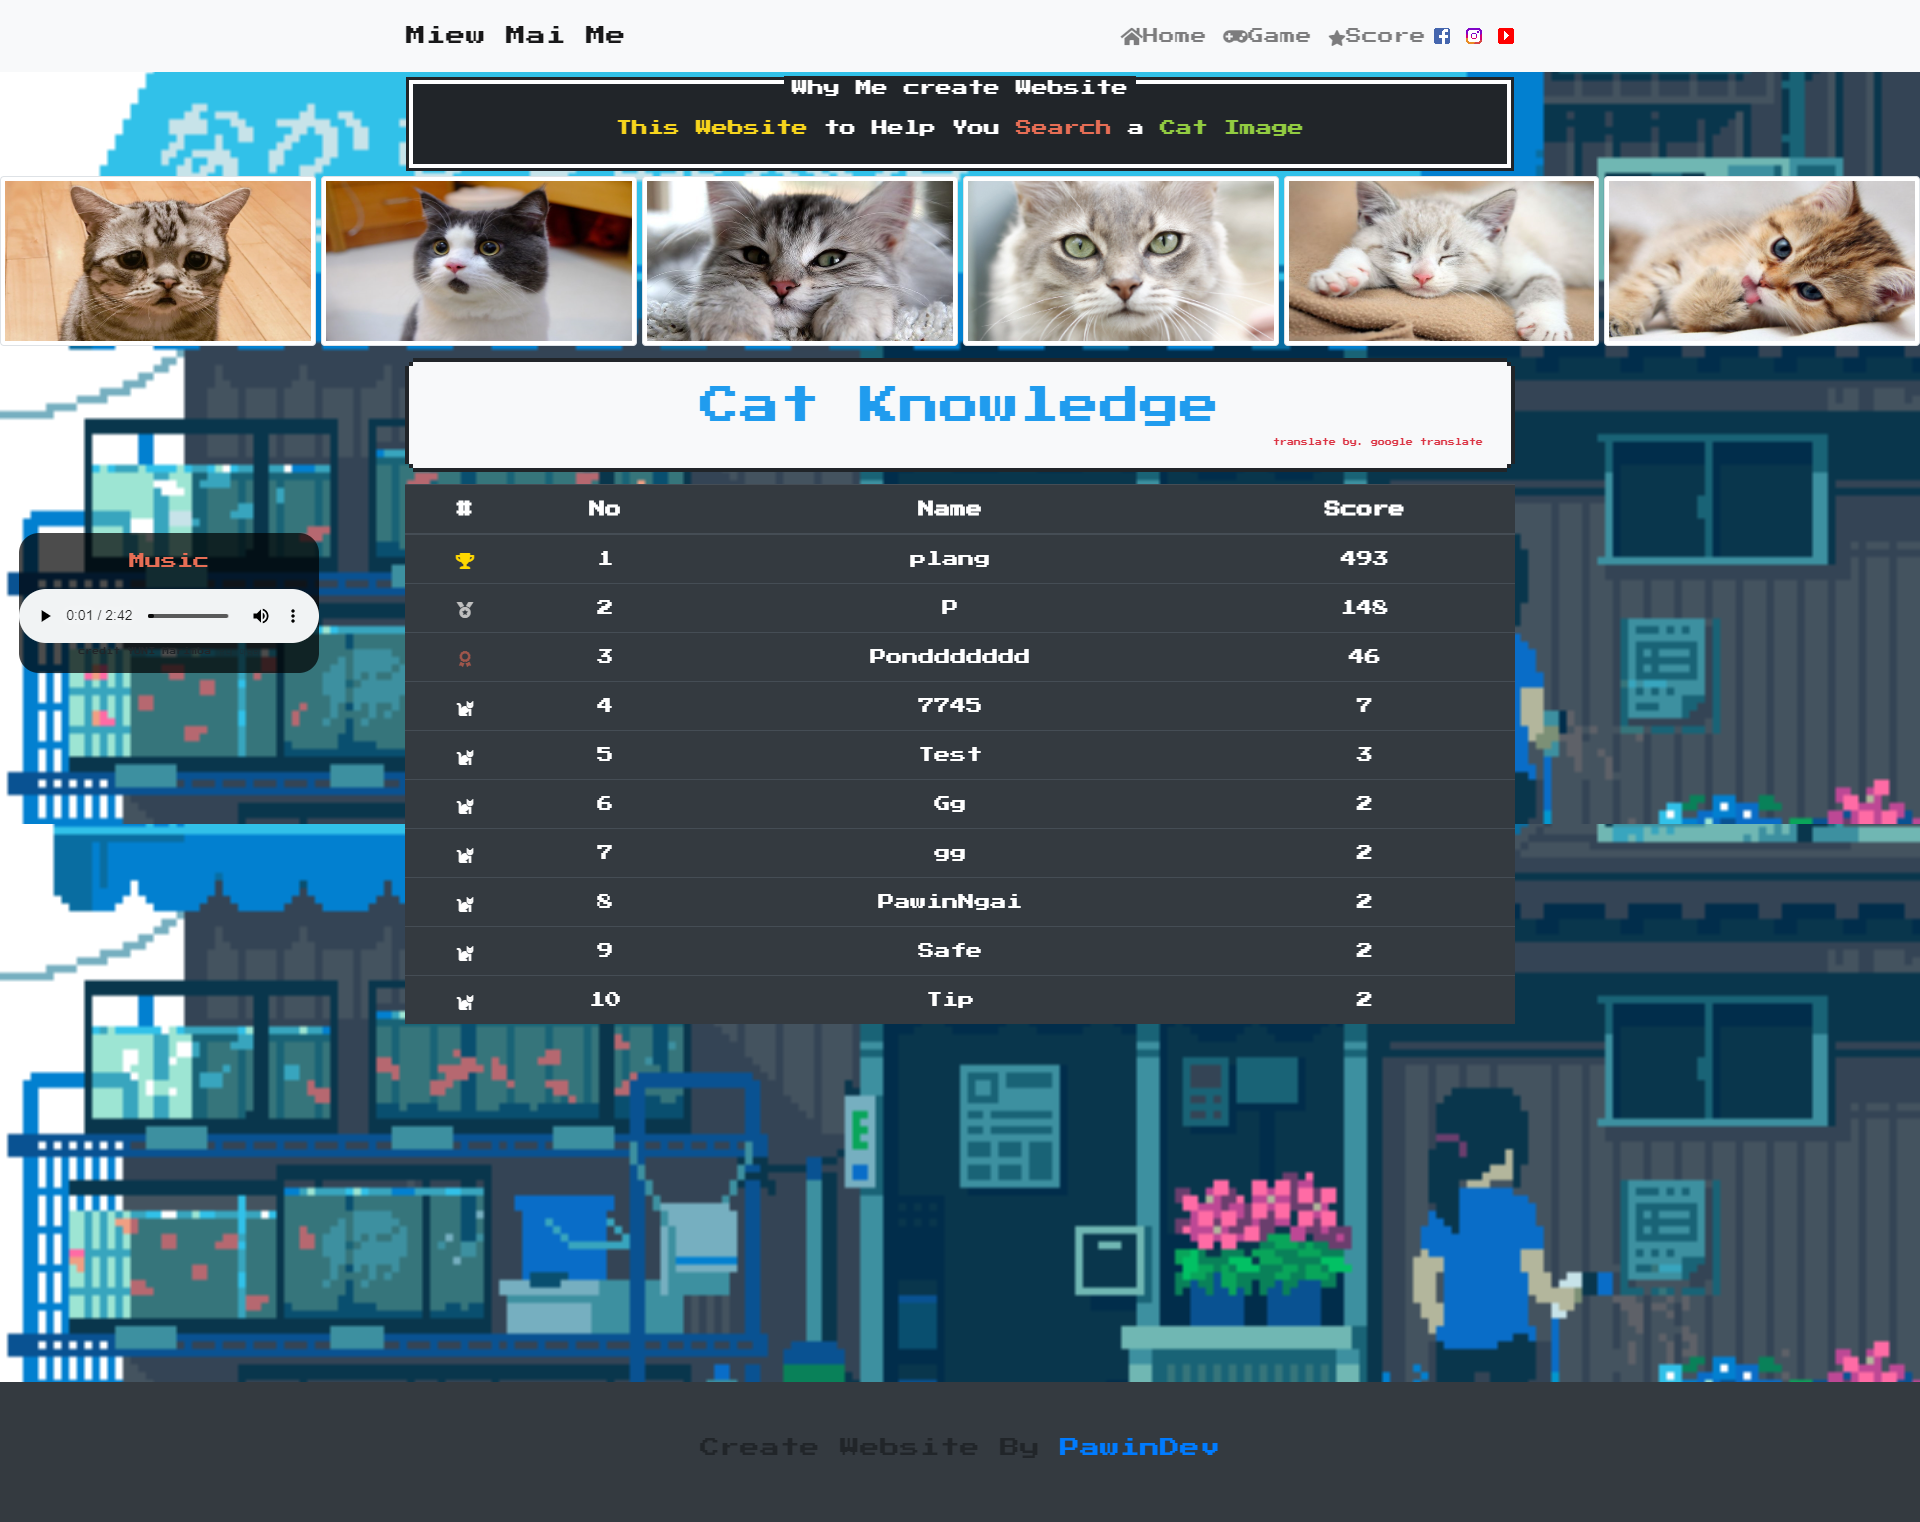 Miew Mai Me
Home Game Score
Why Me create Website
This Website to Help You Search a Cat Image
Cat Knowledge
translate by. google translate
Music
0:01 / 2:42
# No Name Score
1 plang 493
2 P 148
3 Pondddddddd 46
4 7745 7
5 Test 3
6 Gg 2
7 gg 2
8 PawinNgai 2
9 Safe 2
10 Tip 2
Create Website By PawinDev